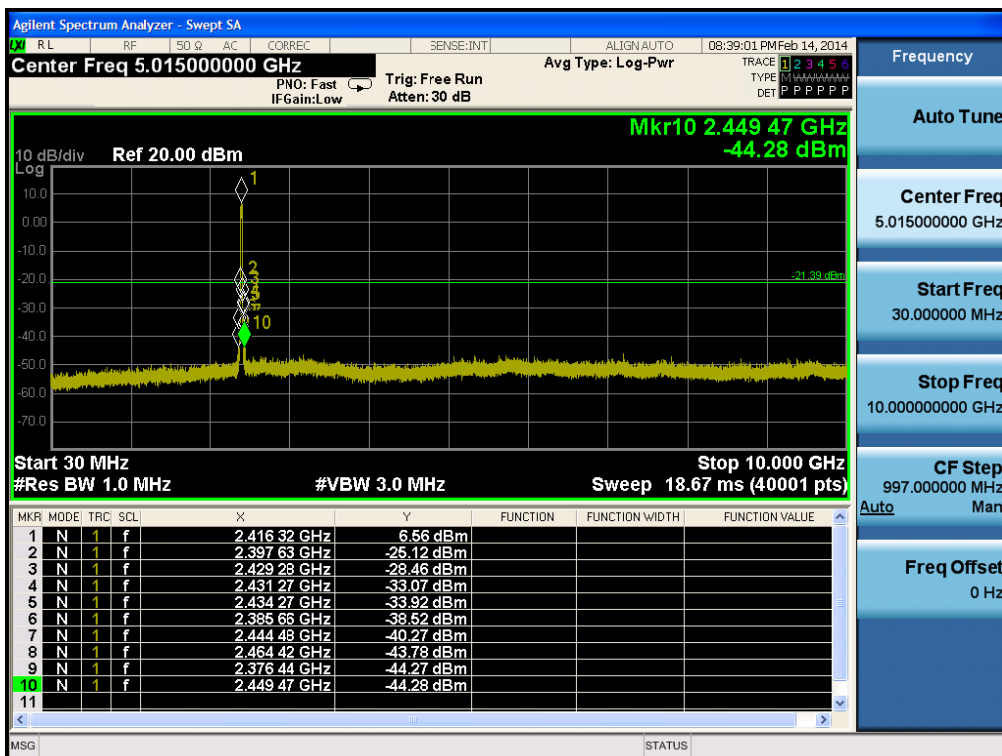 Agilent Spectrum Analyzer - Swept SA
LXI RL RF 50 Ω AC CORREC SENSE:INT ALIGN AUTO 08:39:01 PM Feb 14, 2014
Center Freq 5.015000000 GHz
PNO: Fast
IFGain:Low
Trig: Free Run
Atten: 30 dB
Avg Type: Log-Pwr
TRACE 1 2 3 4 5 6
TYPE M WWWWW
DET P P P P P P
Mkr10 2.449 47 GHz
-44.28 dBm
10 dB/div Ref 20.00 dBm
Log
10.0
0.00
-10.0
-20.0
-30.0
-40.0
-50.0
-60.0
-70.0
1
2
3
10
-21.39 dBm
Start 30 MHz Stop 10.000 GHz
#Res BW 1.0 MHz #VBW 3.0 MHz Sweep 18.67 ms (40001 pts)
MKR MODE TRC SCL X Y FUNCTION FUNCTION WIDTH FUNCTION VALUE
1 N 1 f 2.416 32 GHz 6.56 dBm
2 N 1 f 2.397 63 GHz -25.12 dBm
3 N 1 f 2.429 28 GHz -28.46 dBm
4 N 1 f 2.431 27 GHz -33.07 dBm
5 N 1 f 2.434 27 GHz -33.92 dBm
6 N 1 f 2.385 66 GHz -38.52 dBm
7 N 1 f 2.444 48 GHz -40.27 dBm
8 N 1 f 2.464 42 GHz -43.78 dBm
9 N 1 f 2.376 44 GHz -44.27 dBm
10 N 1 f 2.449 47 GHz -44.28 dBm
11
MSG STATUS
Frequency
Auto Tune
Center Freq
5.015000000 GHz
Start Freq
30.000000 MHz
Stop Freq
10.000000000 GHz
CF Step
997.000000 MHz
Auto Man
Freq Offset
0 Hz